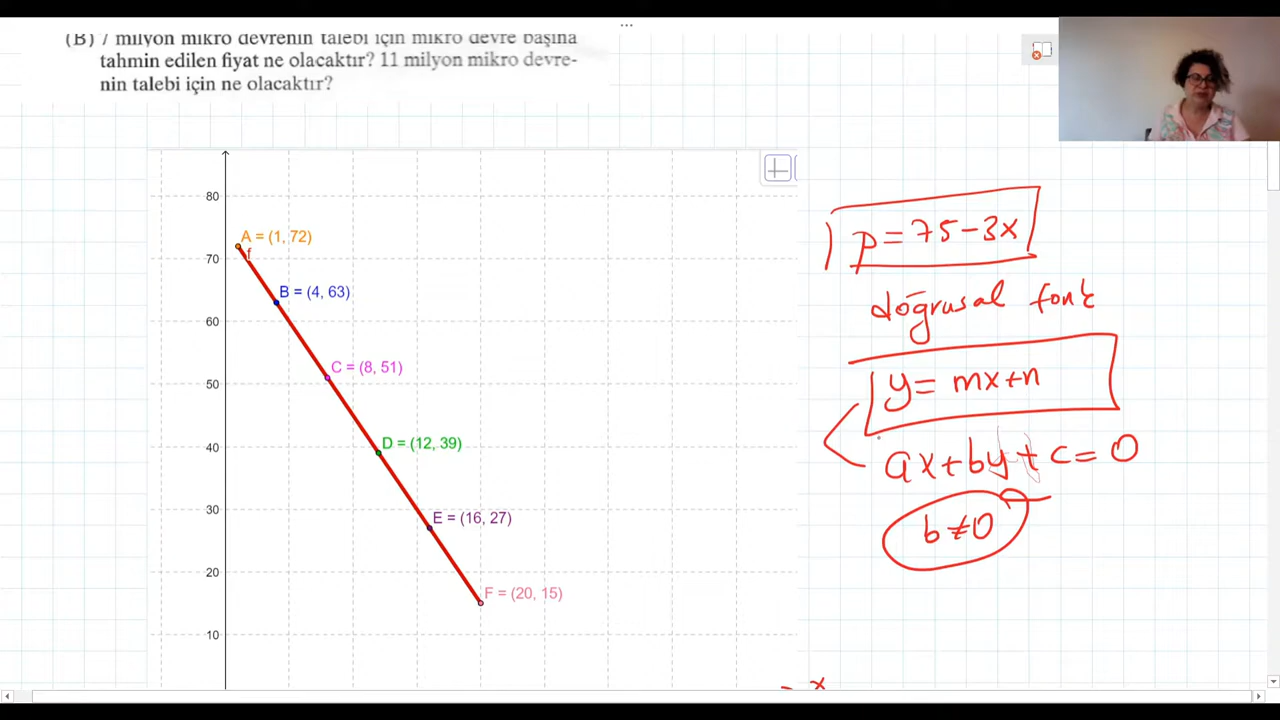 (B) 7 milyon mikro devrenin talebi için mikro devre başına
tahmin edilen fiyat ne olacaktır? 11 milyon mikro devre-
nin talebi için ne olacaktır?
80
A = (1, 72)
f
70
B = (4, 63)
60
C = (8, 51)
50
D = (12, 39)
40
E = (16, 27)
30
F = (20, 15)
20
10
p = 75 - 3x
doğrusal fonk
y = mx+n
ax + by + c = 0
b ≠ 0
x